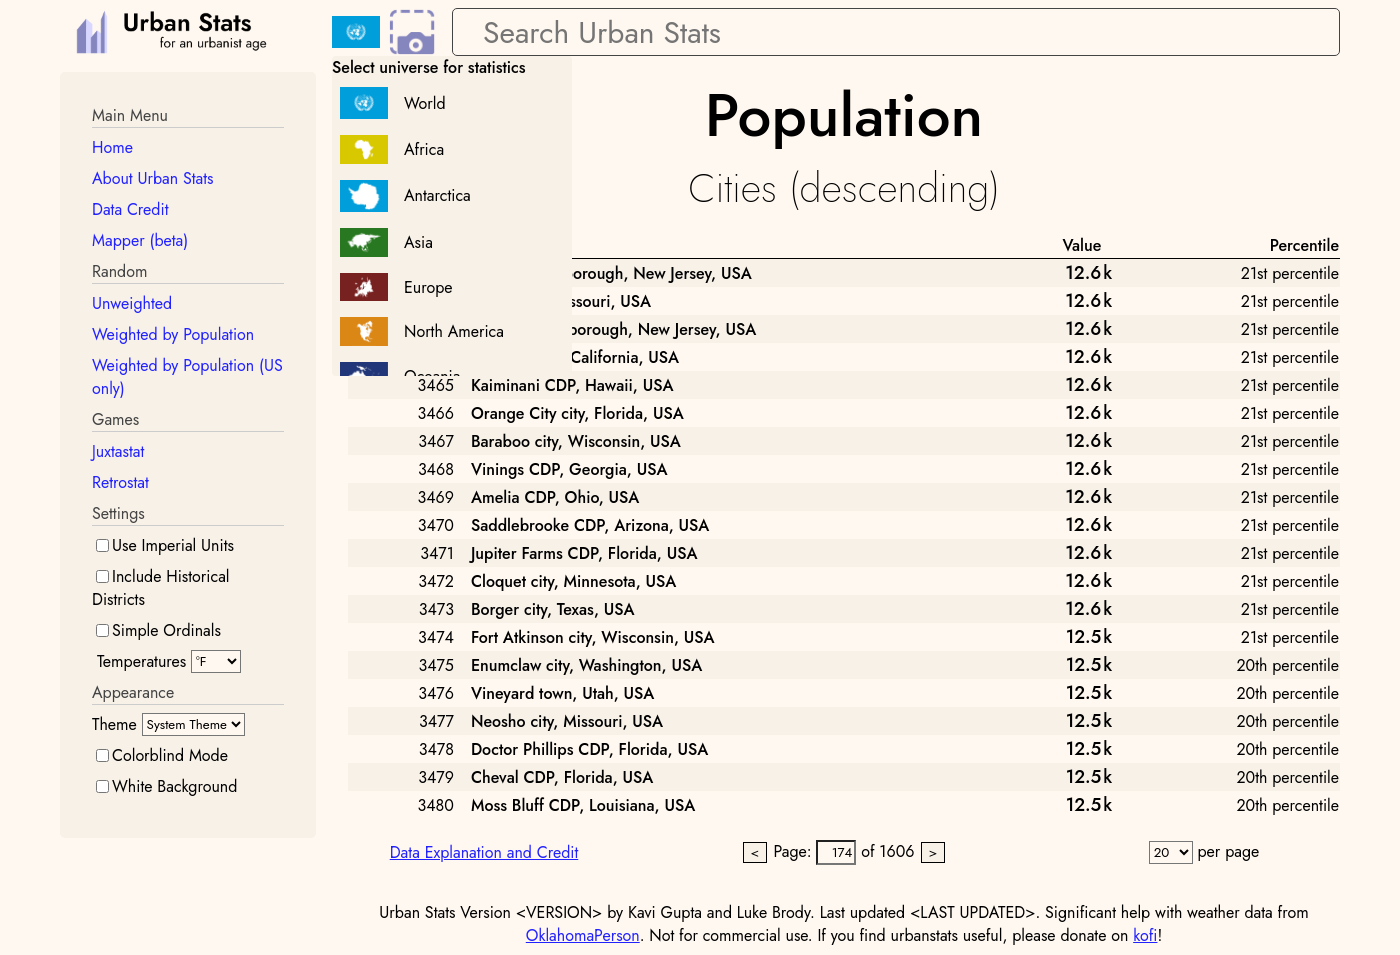 Urban Stats
for an urbanist age
Search Urban Stats
Select universe for statistics
World
Africa
Antarctica
Asia
Europe
North America
Oceania
Main Menu
Home
About Urban Stats
Data Credit
Mapper (beta)
Random
Unweighted
Weighted by Population
Weighted by Population (US
only)
Games
Juxtastat
Retrostat
Settings
Use Imperial Units
Include Historical
Districts
Simple Ordinals
Temperatures °F
Appearance
Theme System Theme
Colorblind Mode
White Background
Population
Cities (descending)
Value Percentile
borough, New Jersey, USA 12.6k 21st percentile
ssouri, USA 12.6k 21st percentile
borough, New Jersey, USA 12.6k 21st percentile
California, USA 12.6k 21st percentile
3465 Kaiminani CDP, Hawaii, USA 12.6k 21st percentile
3466 Orange City city, Florida, USA 12.6k 21st percentile
3467 Baraboo city, Wisconsin, USA 12.6k 21st percentile
3468 Vinings CDP, Georgia, USA 12.6k 21st percentile
3469 Amelia CDP, Ohio, USA 12.6k 21st percentile
3470 Saddlebrooke CDP, Arizona, USA 12.6k 21st percentile
3471 Jupiter Farms CDP, Florida, USA 12.6k 21st percentile
3472 Cloquet city, Minnesota, USA 12.6k 21st percentile
3473 Borger city, Texas, USA 12.6k 21st percentile
3474 Fort Atkinson city, Wisconsin, USA 12.5k 21st percentile
3475 Enumclaw city, Washington, USA 12.5k 20th percentile
3476 Vineyard town, Utah, USA 12.5k 20th percentile
3477 Neosho city, Missouri, USA 12.5k 20th percentile
3478 Doctor Phillips CDP, Florida, USA 12.5k 20th percentile
3479 Cheval CDP, Florida, USA 12.5k 20th percentile
3480 Moss Bluff CDP, Louisiana, USA 12.5k 20th percentile
Data Explanation and Credit < Page: 174 of 1606 > 20 per page
Urban Stats Version <VERSION> by Kavi Gupta and Luke Brody. Last updated <LAST UPDATED>. Significant help with weather data from
OklahomaPerson. Not for commercial use. If you find urbanstats useful, please donate on kofi!